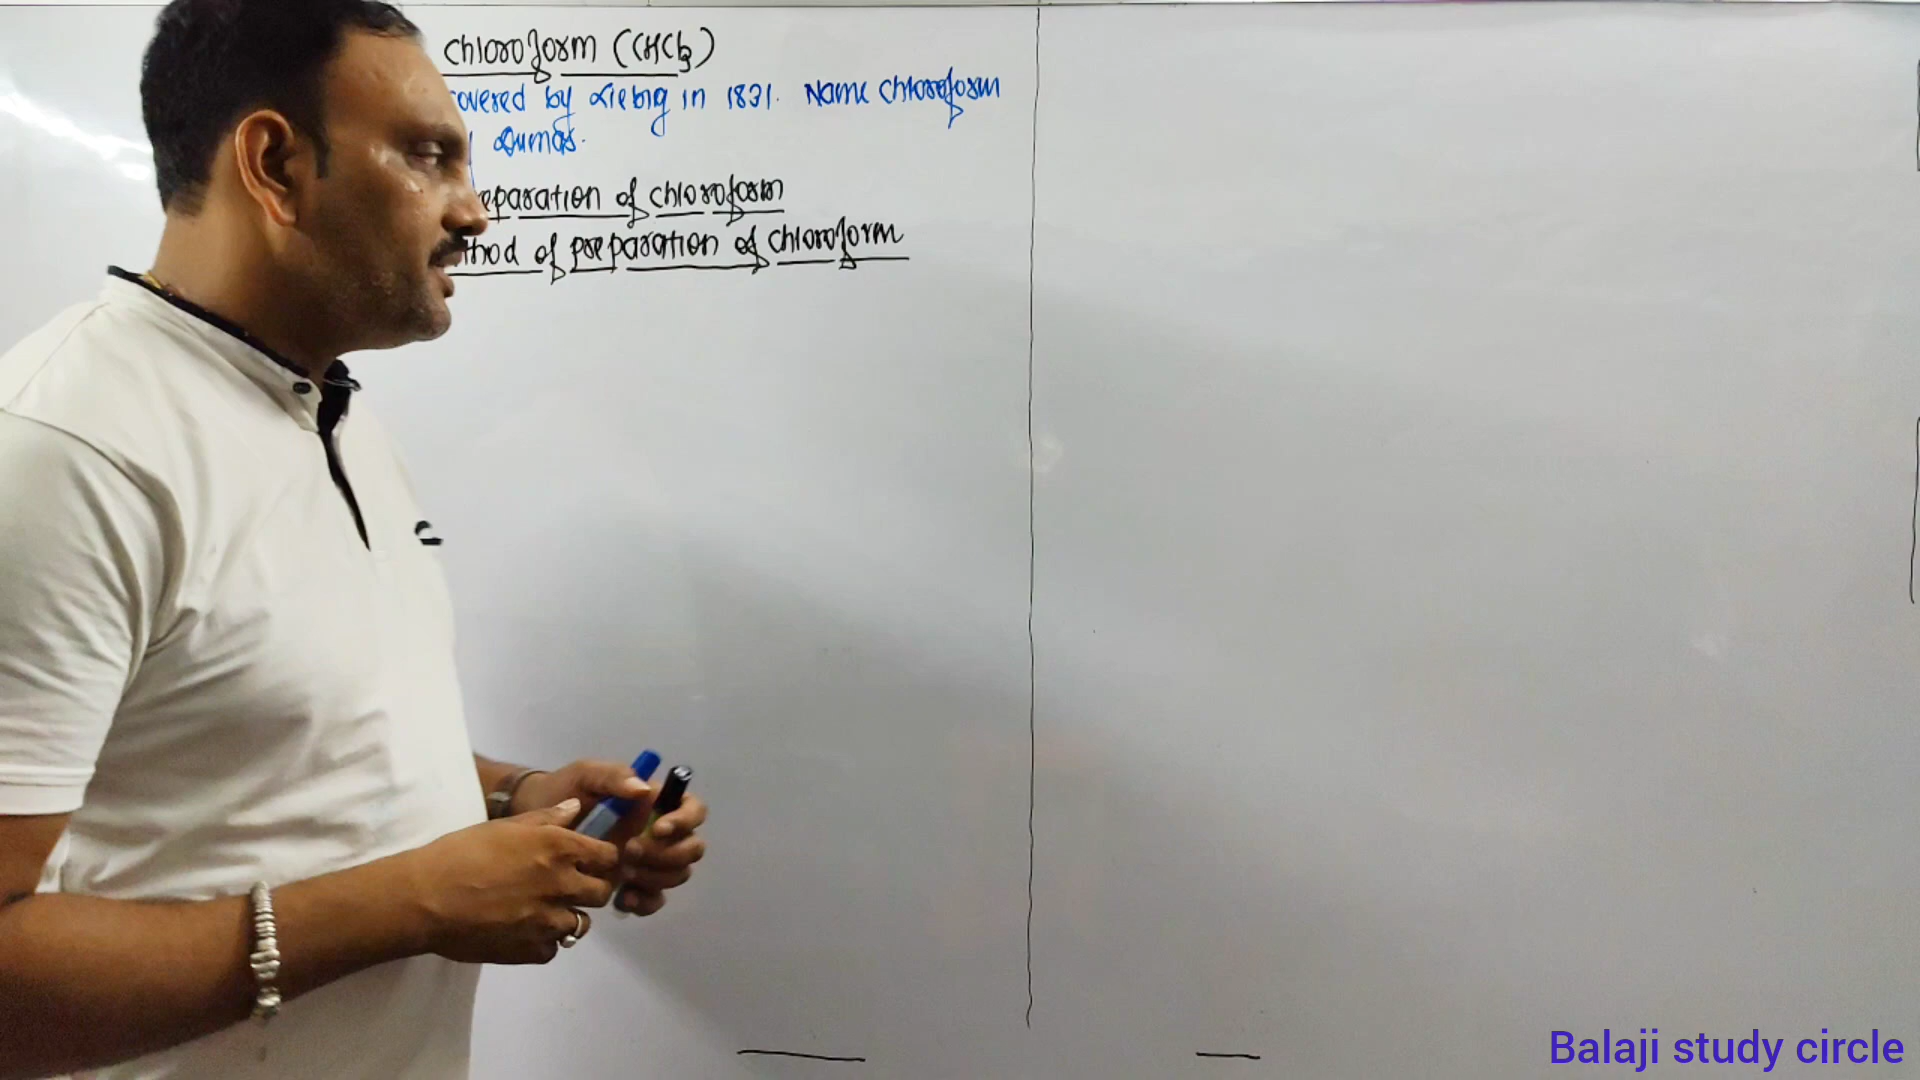 Chloroform (CHCl3)
covered by Liebig in 1831. Name Chloroform
Dumas.
eparation of chloroform
thod of preparation of chloroform
Balaji study circle